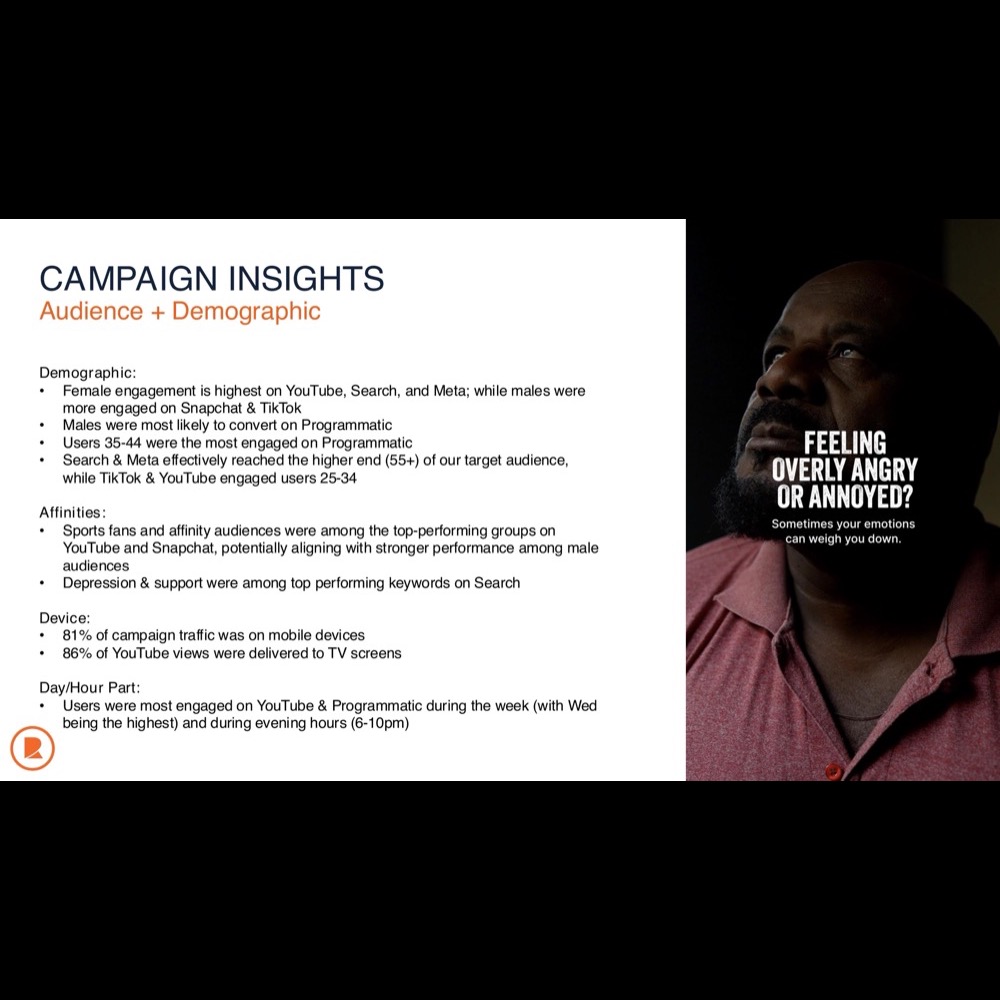 CAMPAIGN INSIGHTS
Audience + Demographic
Demographic:
• Female engagement is highest on YouTube, Search, and Meta; while males were
more engaged on Snapchat & TikTok
• Males were most likely to convert on Programmatic
• Users 35-44 were the most engaged on Programmatic
• Search & Meta effectively reached the higher end (55+) of our target audience,
while TikTok & YouTube engaged users 25-34
Affinities:
• Sports fans and affinity audiences were among the top-performing groups on
YouTube and Snapchat, potentially aligning with stronger performance among male
audiences
• Depression & support were among top performing keywords on Search
Device:
• 81% of campaign traffic was on mobile devices
• 86% of YouTube views were delivered to TV screens
Day/Hour Part:
• Users were most engaged on YouTube & Programmatic during the week (with Wed
being the highest) and during evening hours (6-10pm)
R
FEELING
OVERLY ANGRY
OR ANNOYED?
Sometimes your emotions
can weigh you down.